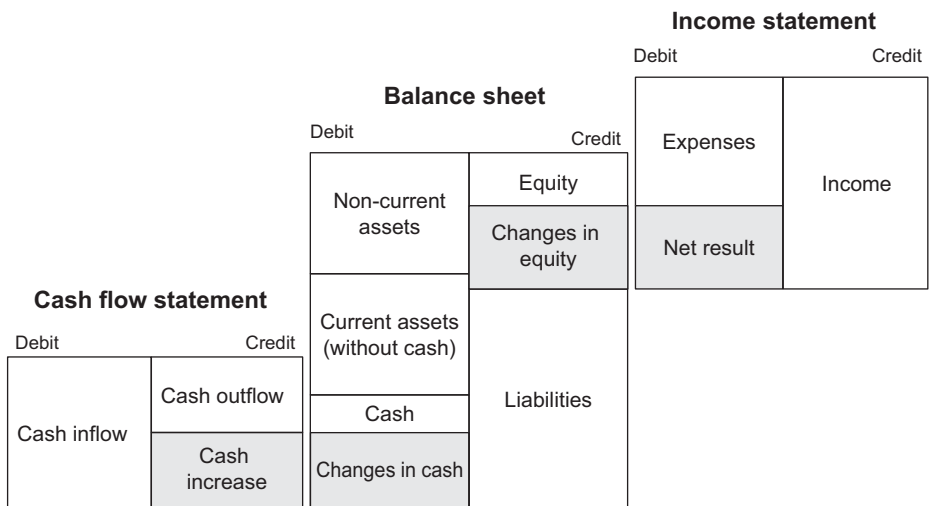 Income statement
Debit
Credit
Expenses
Income
Net result
Balance sheet
Debit
Credit
Non-current
assets
Equity
Changes in
equity
Current assets
(without cash)
Liabilities
Cash
Changes in cash
Cash flow statement
Debit
Credit
Cash inflow
Cash outflow
Cash
increase